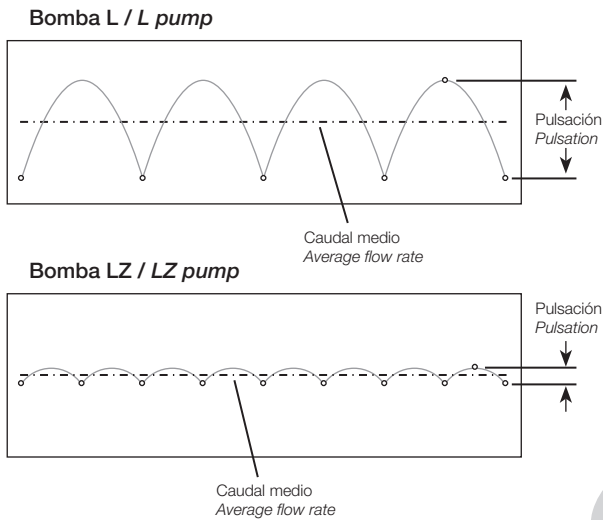 Bomba L / L pump
Pulsación
Pulsation
Caudal medio
Average flow rate
Bomba LZ / LZ pump
Pulsación
Pulsation
Caudal medio
Average flow rate